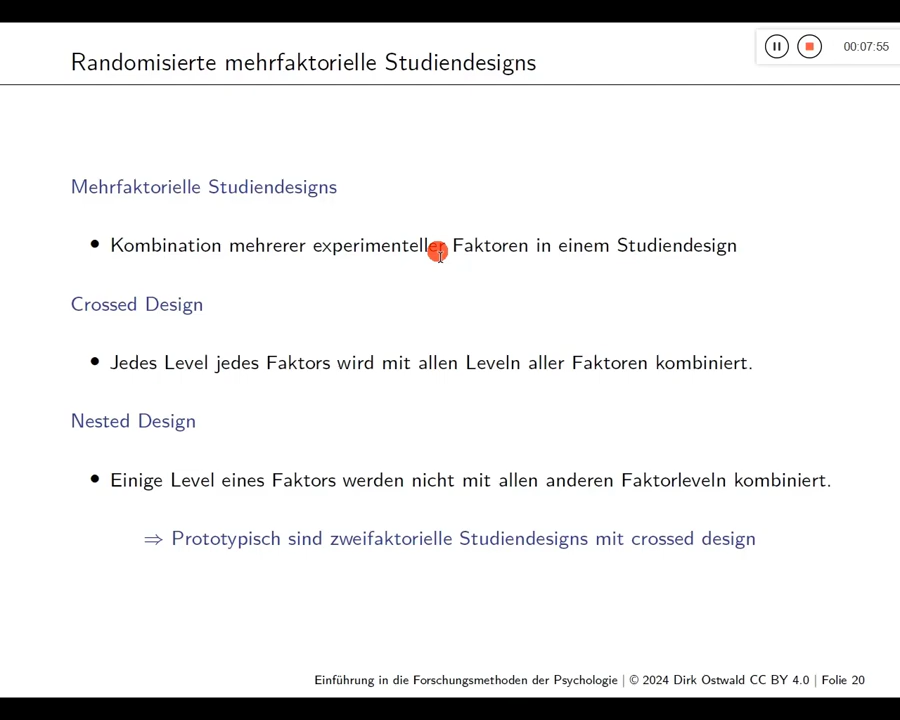 Randomisierte mehrfaktorielle Studiendesigns
00:07:55
Mehrfaktorielle Studiendesigns
• Kombination mehrerer experimenteller Faktoren in einem Studiendesign
Crossed Design
• Jedes Level jedes Faktors wird mit allen Leveln aller Faktoren kombiniert.
Nested Design
• Einige Level eines Faktors werden nicht mit allen anderen Faktorleveln kombiniert.
⇒ Prototypisch sind zweifaktorielle Studiendesigns mit crossed design
Einführung in die Forschungsmethoden der Psychologie | © 2024 Dirk Ostwald CC BY 4.0 | Folie 20